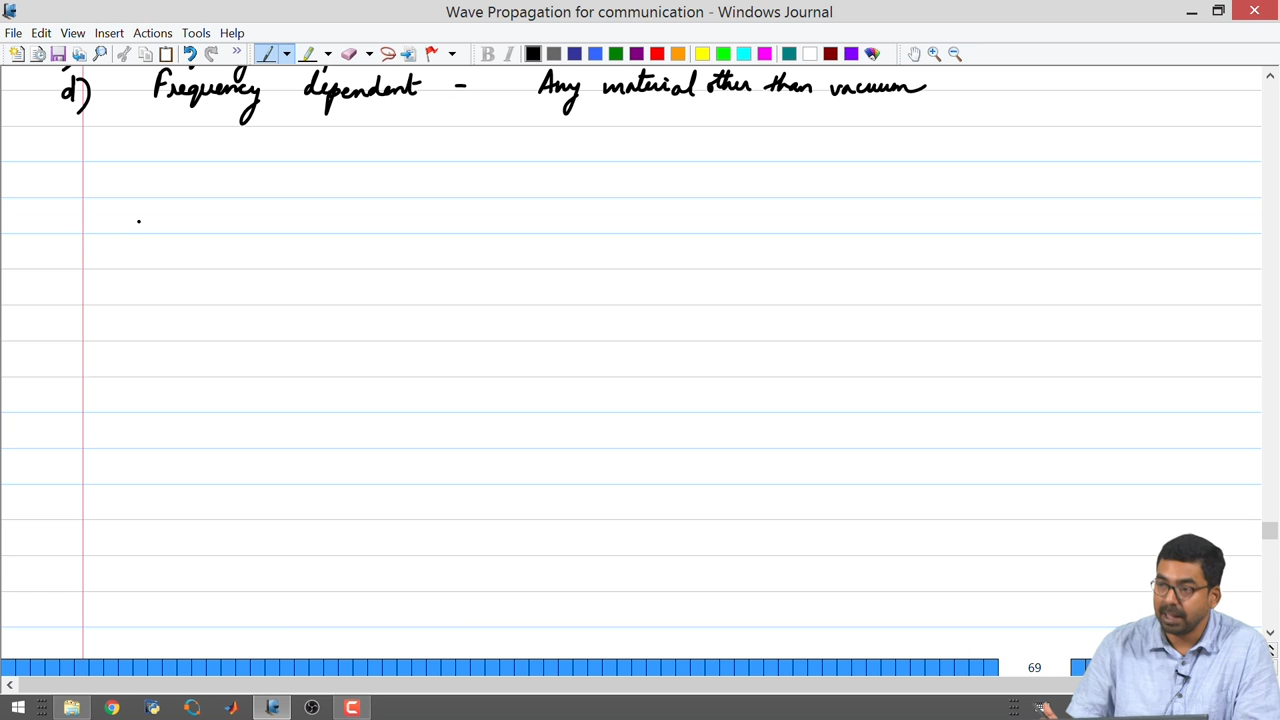 Wave Propagation for communication - Windows Journal
File Edit View Insert Actions Tools Help
d) Frequency dependent - Any material other than vacuum
69